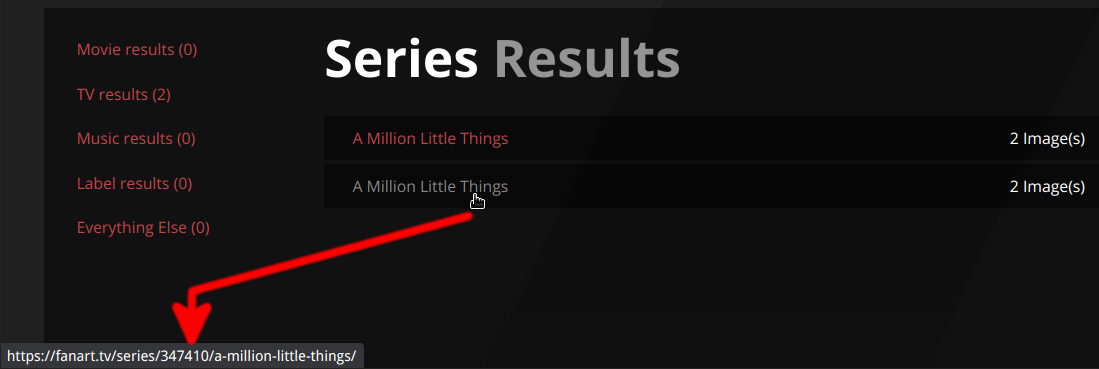 Movie results (0)
TV results (2)
Music results (0)
Label results (0)
Everything Else (0)
Series Results
A Million Little Things 2 Image(s)
A Million Little Things 2 Image(s)
https://fanart.tv/series/347410/a-million-little-things/